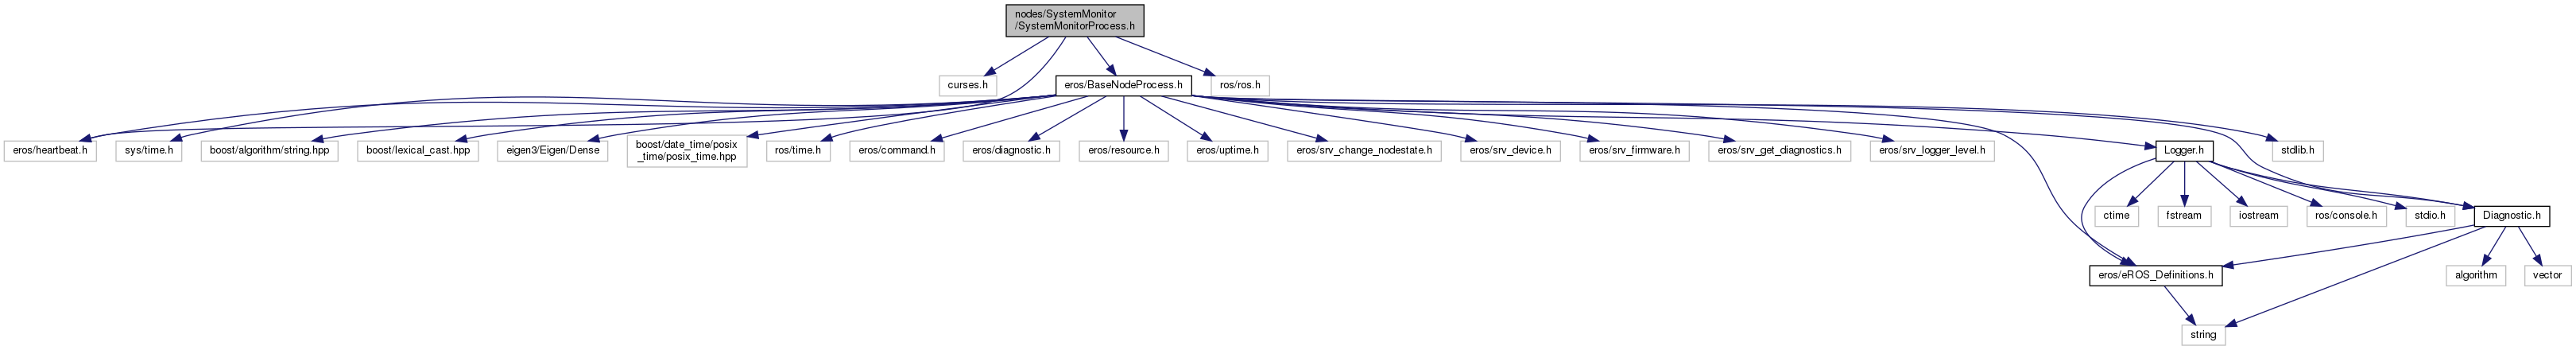 nodes/SystemMonitor
/SystemMonitorProcess.h
curses.h
eros/BaseNodeProcess.h
ros/ros.h
eros/heartbeat.h
sys/time.h
boost/algorithm/string.hpp
boost/lexical_cast.hpp
eigen3/Eigen/Dense
boost/date_time/posix
_time/posix_time.hpp
ros/time.h
eros/command.h
eros/diagnostic.h
eros/resource.h
eros/uptime.h
eros/srv_change_nodestate.h
eros/srv_device.h
eros/srv_firmware.h
eros/srv_get_diagnostics.h
eros/srv_logger_level.h
Logger.h
stdlib.h
ctime
fstream
iostream
ros/console.h
stdio.h
Diagnostic.h
eros/eROS_Definitions.h
algorithm
vector
string